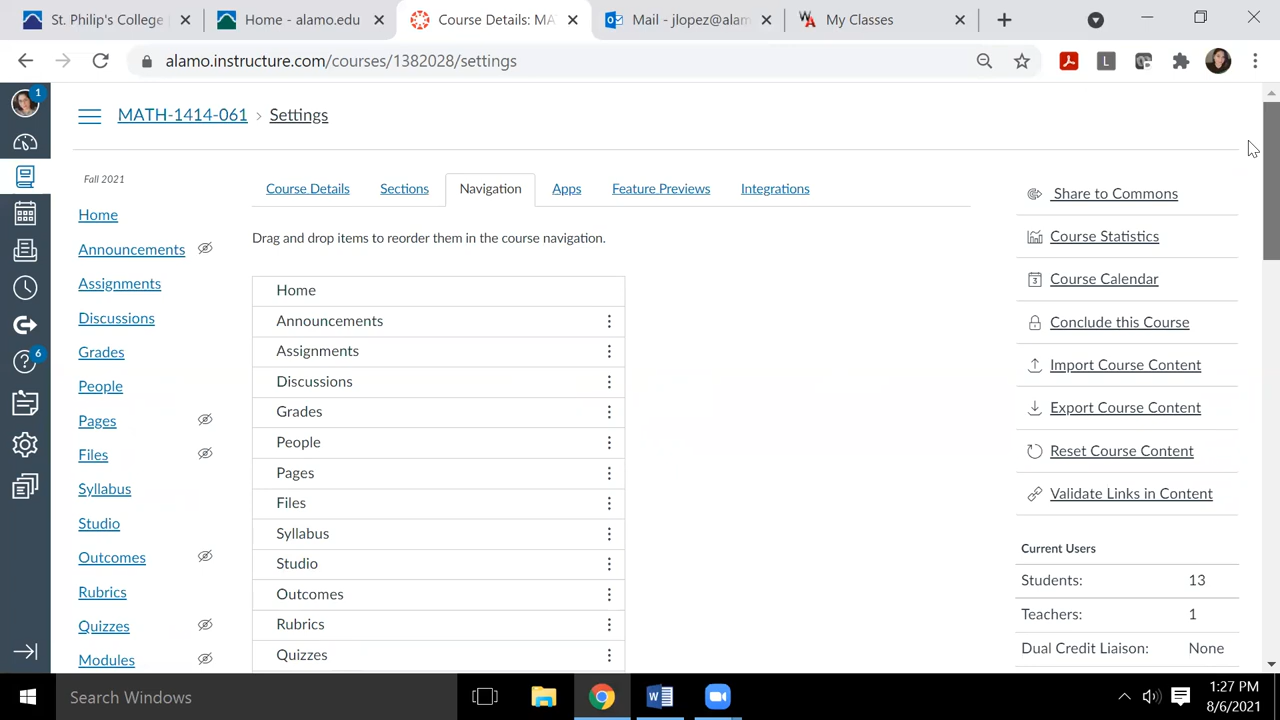 St. Philip's College
Home - alamo.edu
Course Details: MA
Mail - jlopez@alam
My Classes
alamo.instructure.com/courses/1382028/settings
L
1
MATH-1414-061 > Settings
Fall 2021
Home
Announcements
Assignments
Discussions
Grades
People
Pages
Files
Syllabus
Studio
Outcomes
Rubrics
Quizzes
Modules
6
Course Details
Sections
Navigation
Apps
Feature Previews
Integrations
Drag and drop items to reorder them in the course navigation.
Home
Announcements
Assignments
Discussions
Grades
People
Pages
Files
Syllabus
Studio
Outcomes
Rubrics
Quizzes
Share to Commons
Course Statistics
3 Course Calendar
Conclude this Course
Import Course Content
Export Course Content
Reset Course Content
Validate Links in Content
Current Users
Students: 13
Teachers: 1
Dual Credit Liaison: None
Search Windows
1:27 PM
8/6/2021